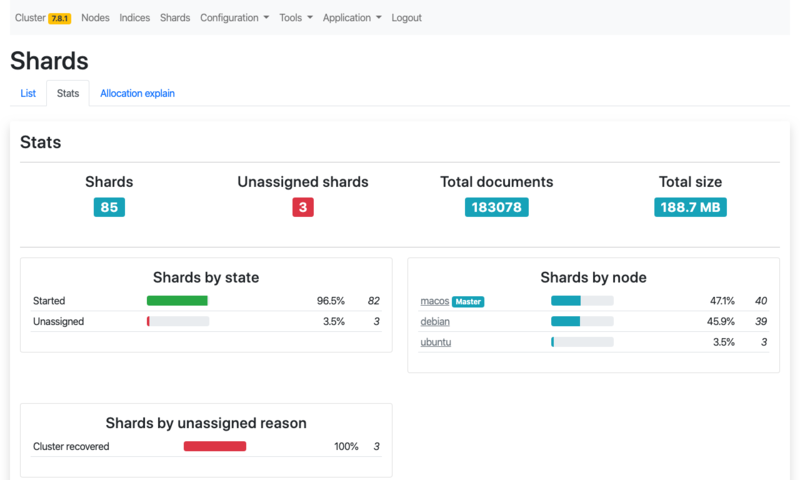 Cluster 7.8.1 Nodes Indices Shards Configuration Tools Application Logout
Shards
List Stats Allocation explain
Stats
Shards Unassigned shards Total documents Total size
85 3 183078 188.7 MB
Shards by state
Started 96.5% 82
Unassigned 3.5% 3
Shards by node
macos Master 47.1% 40
debian 45.9% 39
ubuntu 3.5% 3
Shards by unassigned reason
Cluster recovered 100% 3